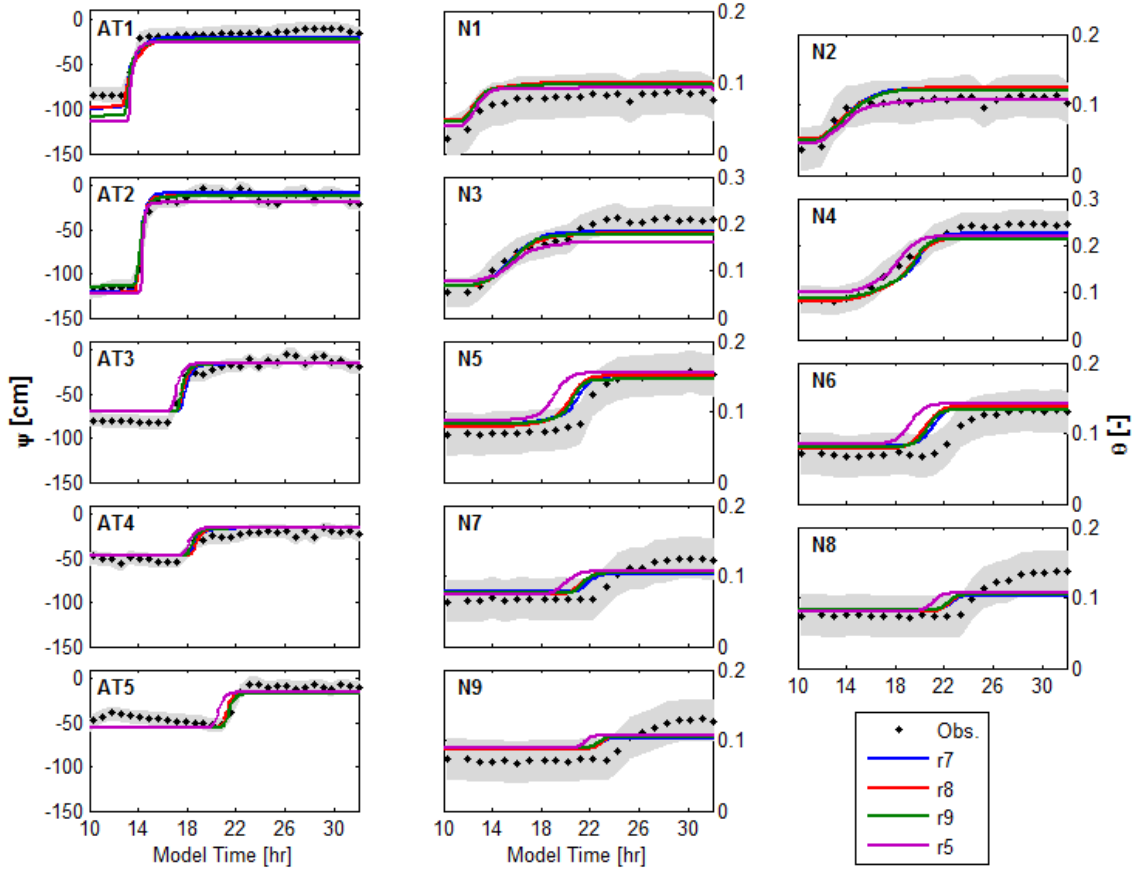 AT1
0
-50
-100
-150
N1
0.2
0.1
0
N2
0.2
0.1
0
AT2
0
-50
-100
-150
N3
0.3
0.2
0.1
0
N4
0.3
0.2
0.1
0
AT3
0
-50
-100
-150
N5
0.2
0.1
0
N6
0.2
0.1
0
ψ [cm]
θ [-]
AT4
0
-50
-100
-150
N7
0.2
0.1
0
N8
0.2
0.1
0
10 14 18 22 26 30
AT5
0
-50
-100
-150
10 14 18 22 26 30
Model Time [hr]
N9
0.2
0.1
0
10 14 18 22 26 30
Model Time [hr]
Obs.
r7
r8
r9
r5